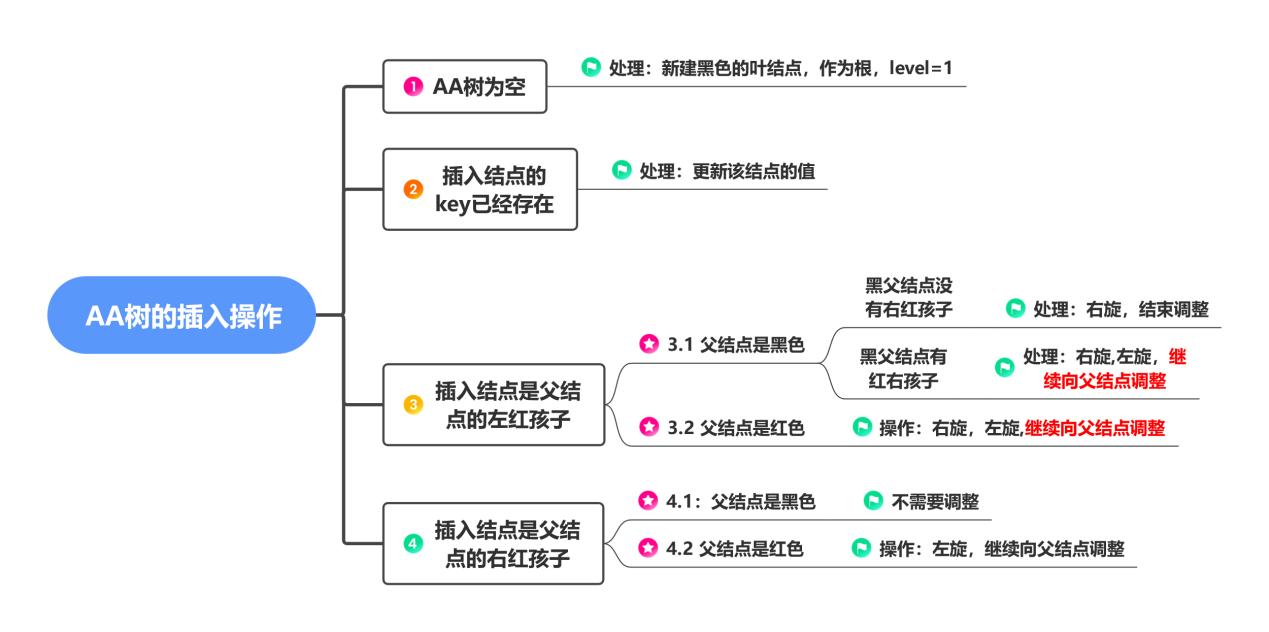 AA树的插入操作
1 AA树为空
处理：新建黑色的叶结点，作为根，level=1
2 插入结点的
key已经存在
处理：更新该结点的值
3 插入结点是父结
点的左红孩子
3.1 父结点是黑色
黑父结点没
有右红孩子
处理：右旋，结束调整
黑父结点有
红右孩子
处理：右旋,左旋，继
续向父结点调整
3.2 父结点是红色
操作：右旋，左旋,继续向父结点调整
4 插入结点是父结
点的右红孩子
4.1：父结点是黑色
不需要调整
4.2 父结点是红色
操作：左旋，继续向父结点调整